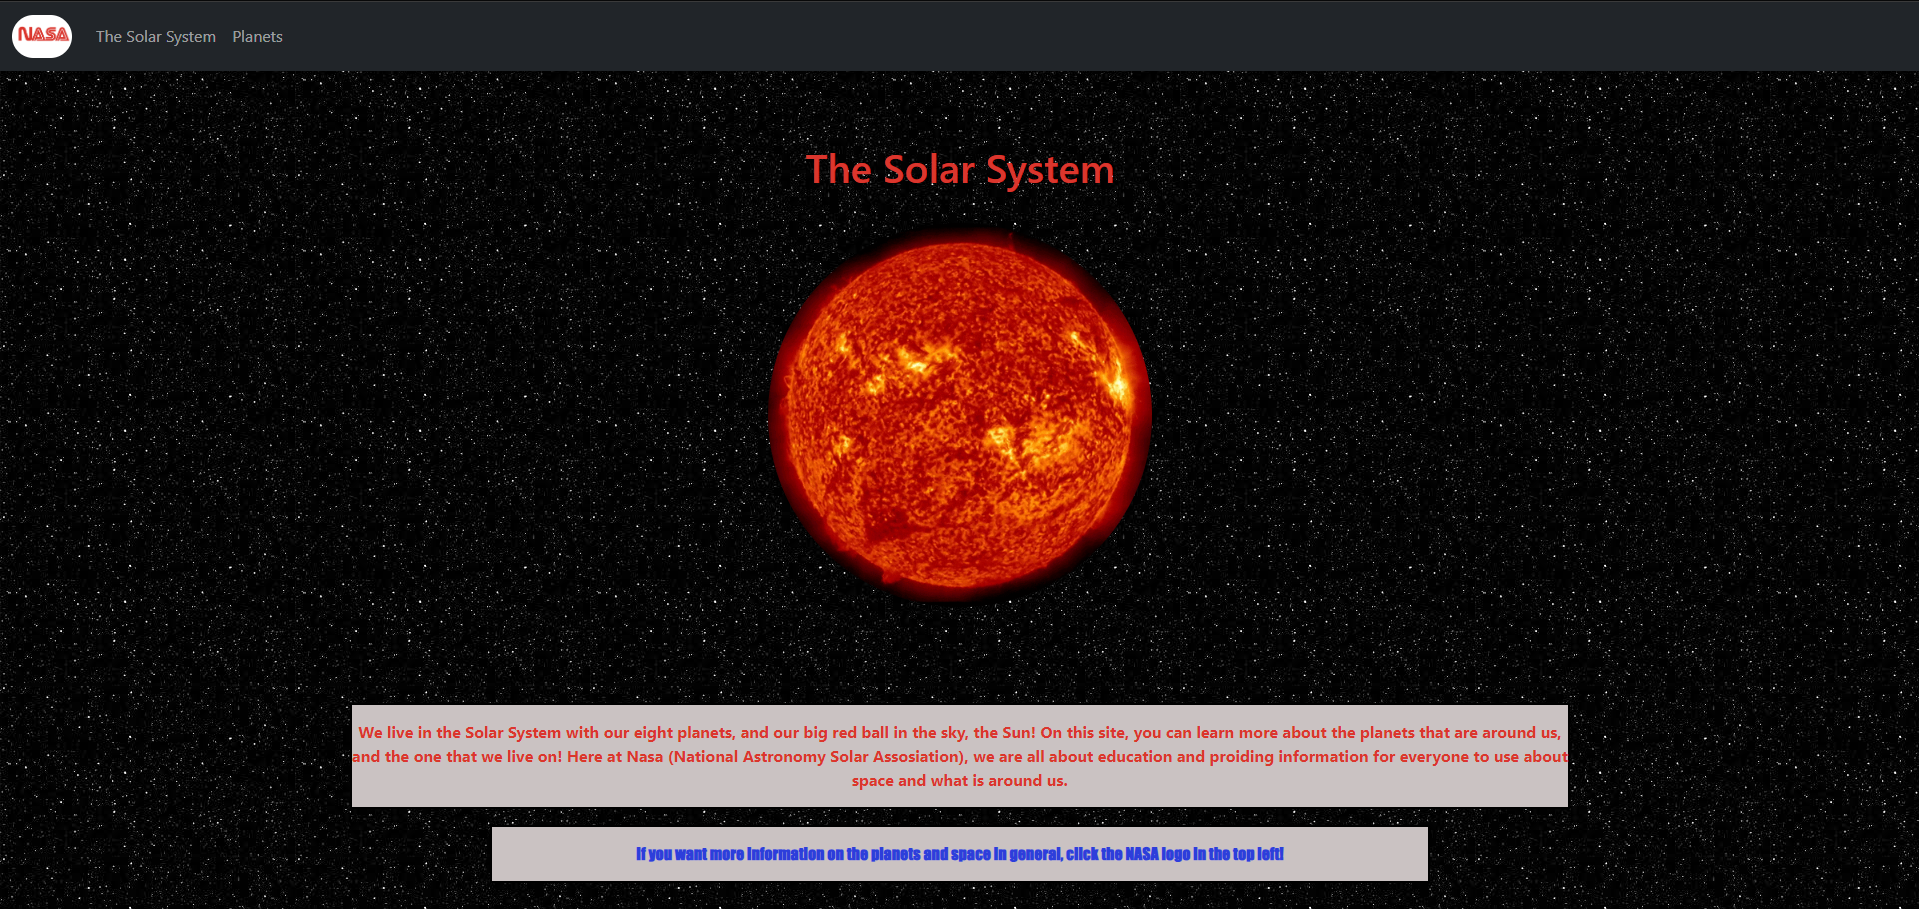 NASA
The Solar System Planets
The Solar System
We live in the Solar System with our eight planets, and our big red ball in the sky, the Sun! On this site, you can learn more about the planets that are around us,
and the one that we live on! Here at Nasa (National Astronomy Solar Assosiation), we are all about education and proiding information for everyone to use about
space and what is around us.
If you want more information on the planets and space in general, click the NASA logo in the top left!